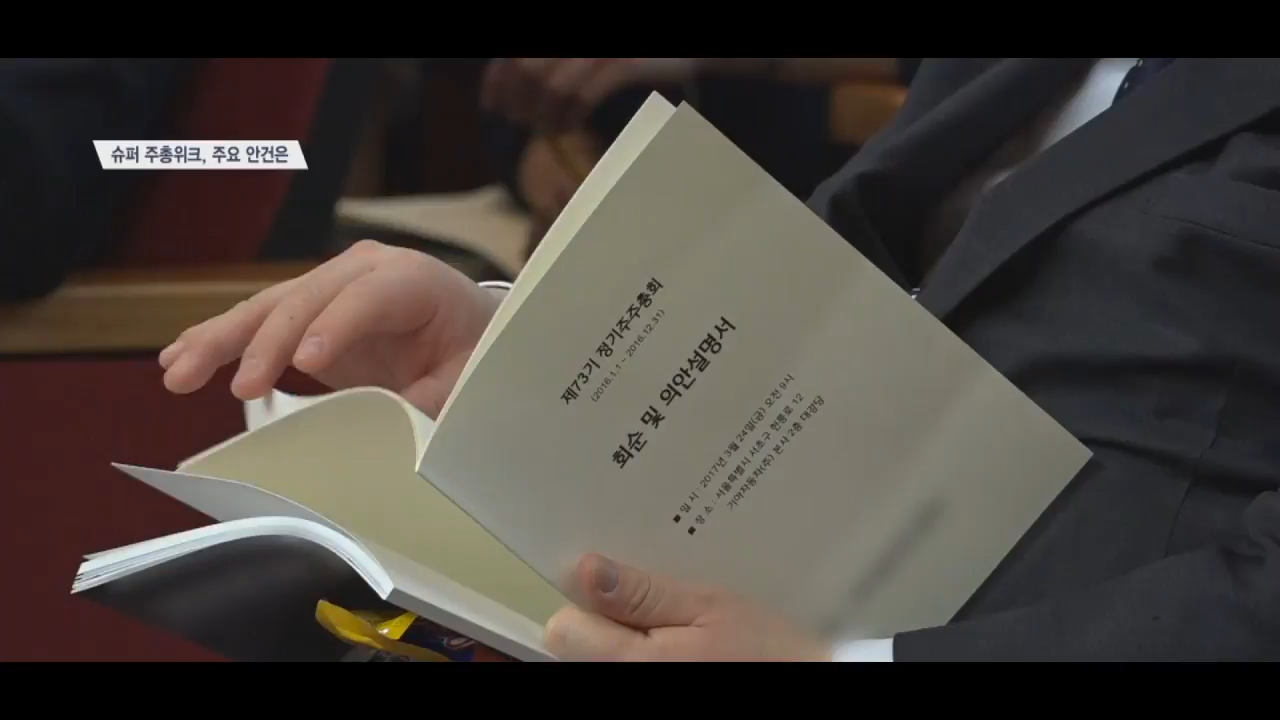 슈퍼 주총위크, 주요 안건은
제73기 정기주주총회
(2016.1.1 ~ 2016.12.31)
회순 및 의안설명서
■ 일 시 : 2017년 3월 24일(금) 오전 9시
■ 장 소 : 서울특별시 서초구 헌릉로 12
기아자동차(주) 본사 2층 대강당